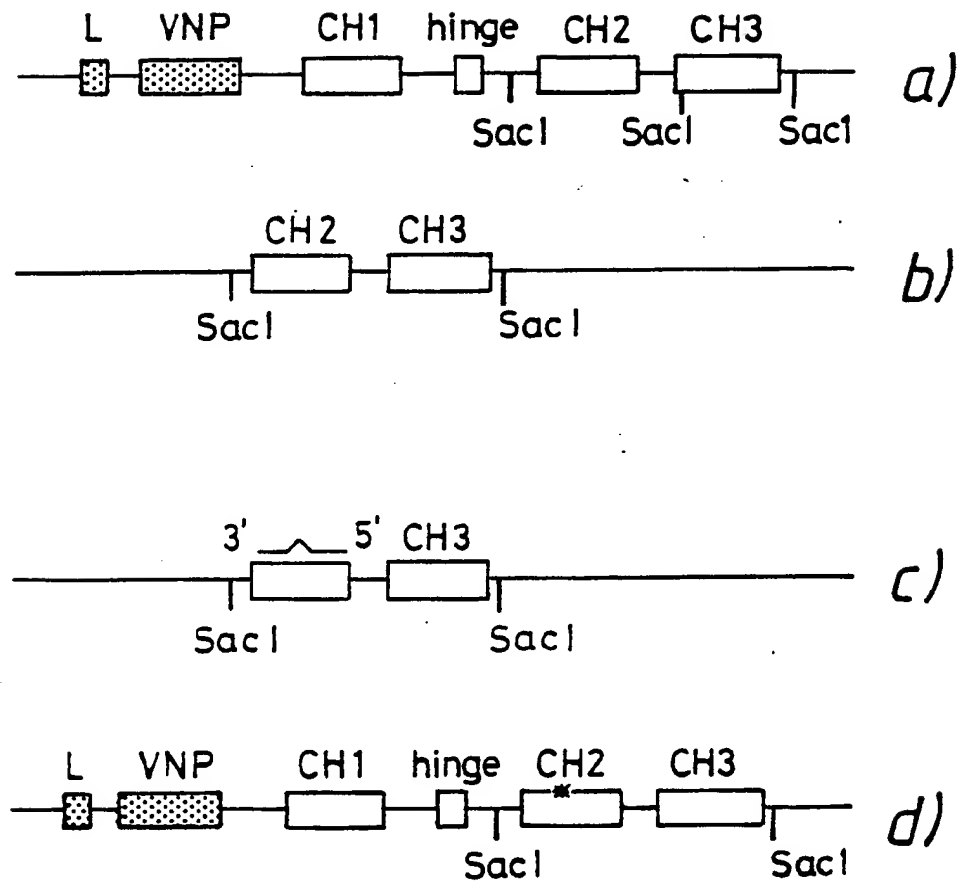 L VNP CH1 hinge CH2 CH3
a)
SacI SacI Sac1
CH2 CH3
b)
SacI SacI
3' 5' CH3
c)
SacI SacI
L VNP CH1 hinge CH2 CH3
*
d)
SacI SacI